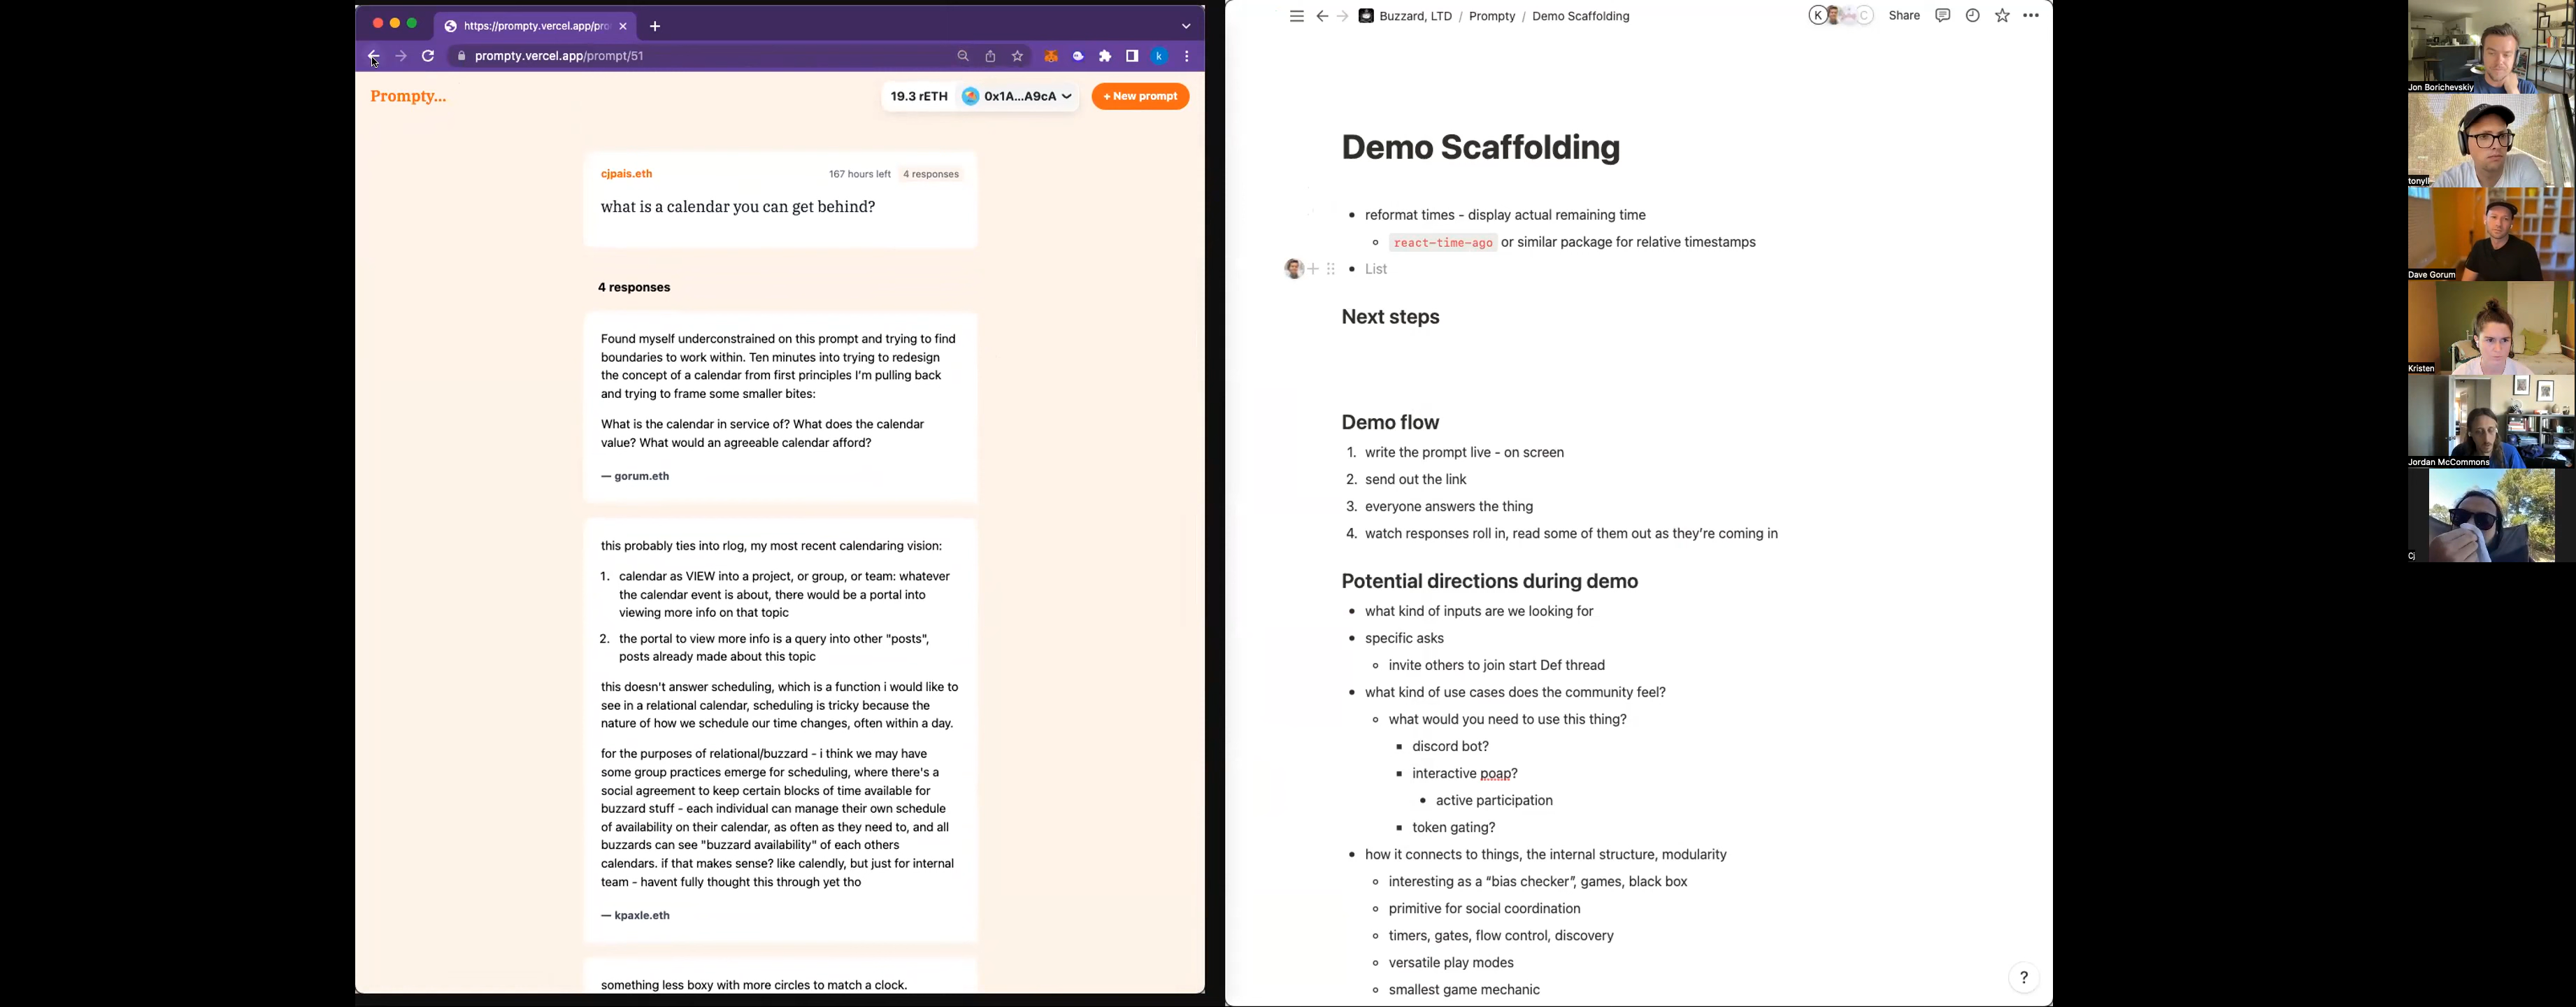 https://prompty.vercel.app/pro
prompty.vercel.app/prompt/51
k
Prompty...
19.3 rETH
0x1A...A9cA
+ New prompt
cjpais.eth
167 hours left
4 responses
what is a calendar you can get behind?
4 responses
Found myself underconstrained on this prompt and trying to find
boundaries to work within. Ten minutes into trying to redesign
the concept of a calendar from first principles I'm pulling back
and trying to frame some smaller bites:
What is the calendar in service of? What does the calendar
value? What would an agreeable calendar afford?
— gorum.eth
this probably ties into rlog, my most recent calendaring vision:
1. calendar as VIEW into a project, or group, or team: whatever
the calendar event is about, there would be a portal into
viewing more info on that topic
2. the portal to view more info is a query into other "posts",
posts already made about this topic
this doesn't answer scheduling, which is a function i would like to
see in a relational calendar, scheduling is tricky because the
nature of how we schedule our time changes, often within a day.
for the purposes of relational/buzzard - i think we may have
some group practices emerge for scheduling, where there's a
social agreement to keep certain blocks of time available for
buzzard stuff - each individual can manage their own schedule
of availability on their calendar, as often as they need to, and all
buzzards can see "buzzard availability" of each others
calendars. if that makes sense? like calendly, but just for internal
team - havent fully thought this through yet tho
— kpaxle.eth
something less boxy with more circles to match a clock.
Buzzard, LTD / Prompty / Demo Scaffolding
K
C
Share
Demo Scaffolding
• reformat times - display actual remaining time
react-time-ago or similar package for relative timestamps
• List
Next steps
Demo flow
1. write the prompt live - on screen
2. send out the link
3. everyone answers the thing
4. watch responses roll in, read some of them out as they're coming in
Potential directions during demo
• what kind of inputs are we looking for
• specific asks
invite others to join start Def thread
• what kind of use cases does the community feel?
what would you need to use this thing?
discord bot?
interactive poap?
• active participation
token gating?
• how it connects to things, the internal structure, modularity
interesting as a “bias checker”, games, black box
primitive for social coordination
timers, gates, flow control, discovery
versatile play modes
smallest game mechanic
?
Jon Borichevskiy
tonyll
Dave Gorum
Kristen
Jordan McCommons
Cj